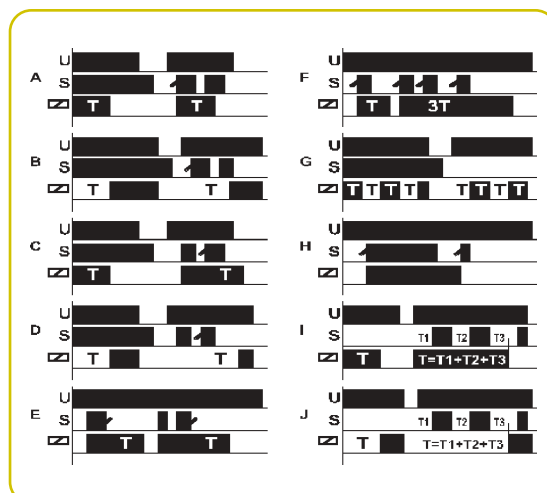 U
A S
T T
U
B S
T T
U
C S
T T
U
D S
T T
U
E S
T T
U
F S
T 3T
U
G S
T T T T T T T T
U
H S
U
I S T1 T2 T3
T T=T1+T2+T3
U
J S T1 T2 T3
T T=T1+T2+T3